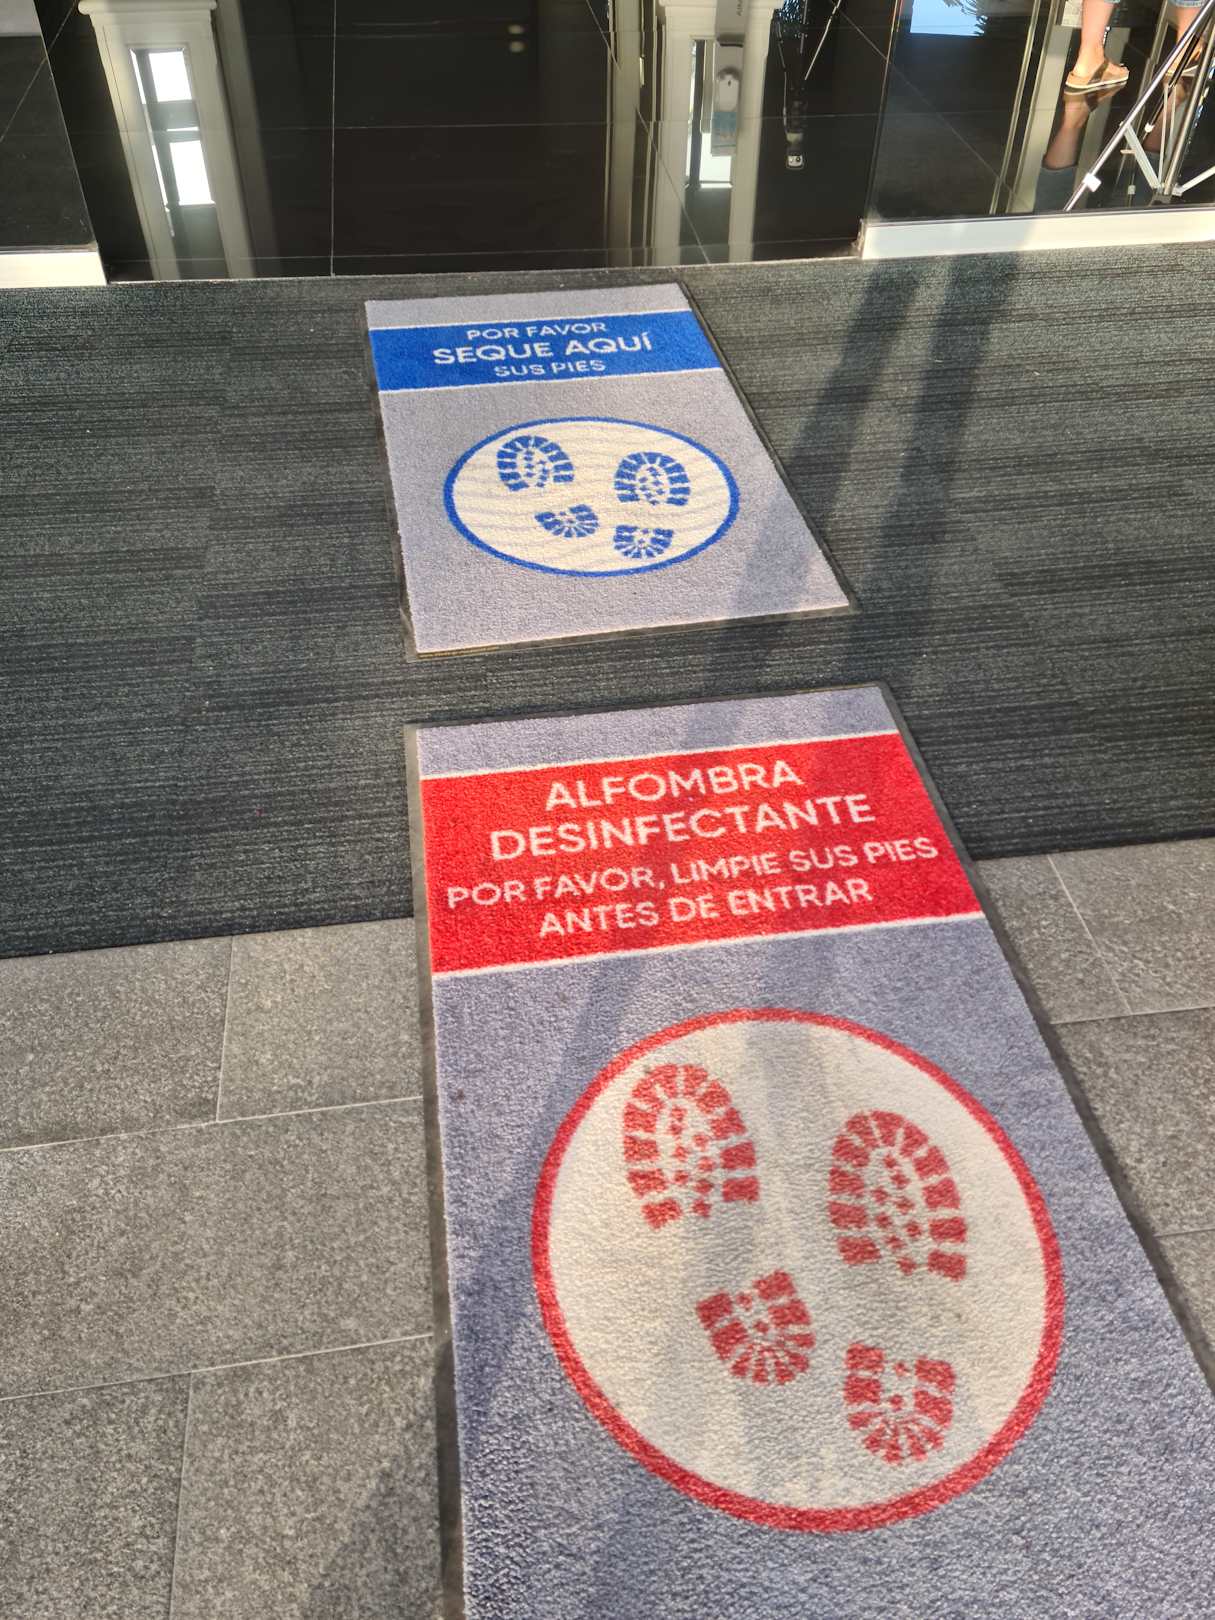 POR FAVOR
SEQUE AQUÍ
SUS PIES
ALFOMBRA
DESINFECTANTE
POR FAVOR, LIMPIE SUS PIES
ANTES DE ENTRAR